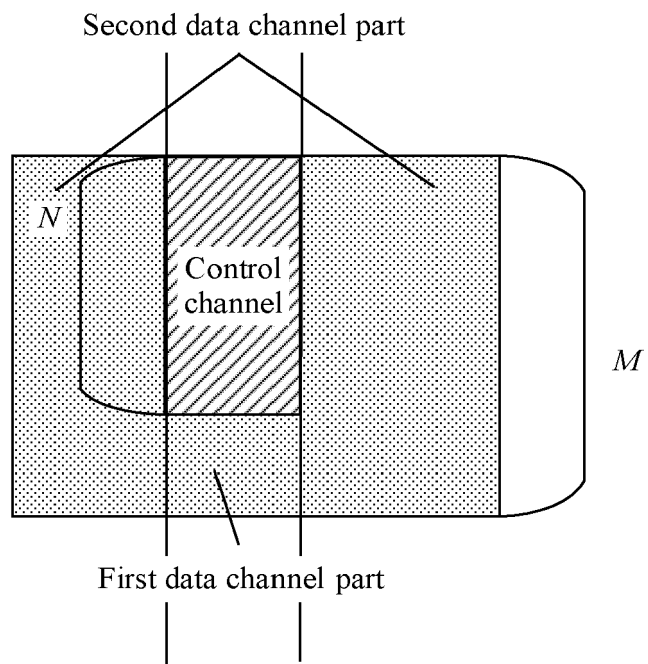 Second data channel part
N
Control
channel
M
First data channel part